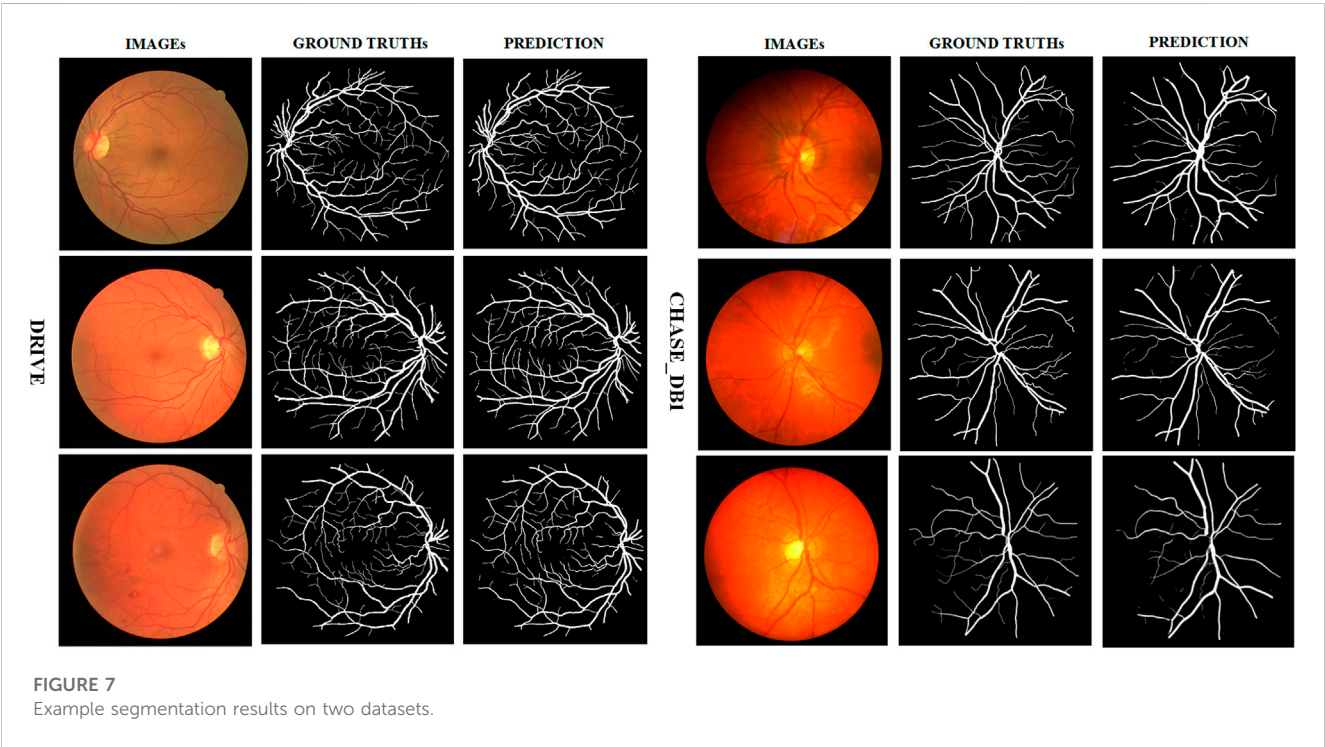 IMAGEs GROUND TRUTHs PREDICTION
DRIVE
IMAGEs GROUND TRUTHs PREDICTION
CHASE_DB1
FIGURE 7
Example segmentation results on two datasets.